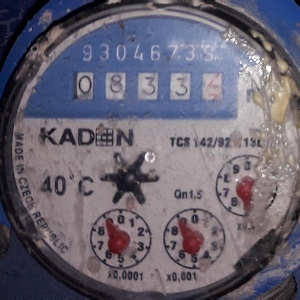 93046735
0833
KADEN
TCS 142/92
40°C
Qn1,5
MADE IN CZECH REPUBLIC
x0,0001
x0,001